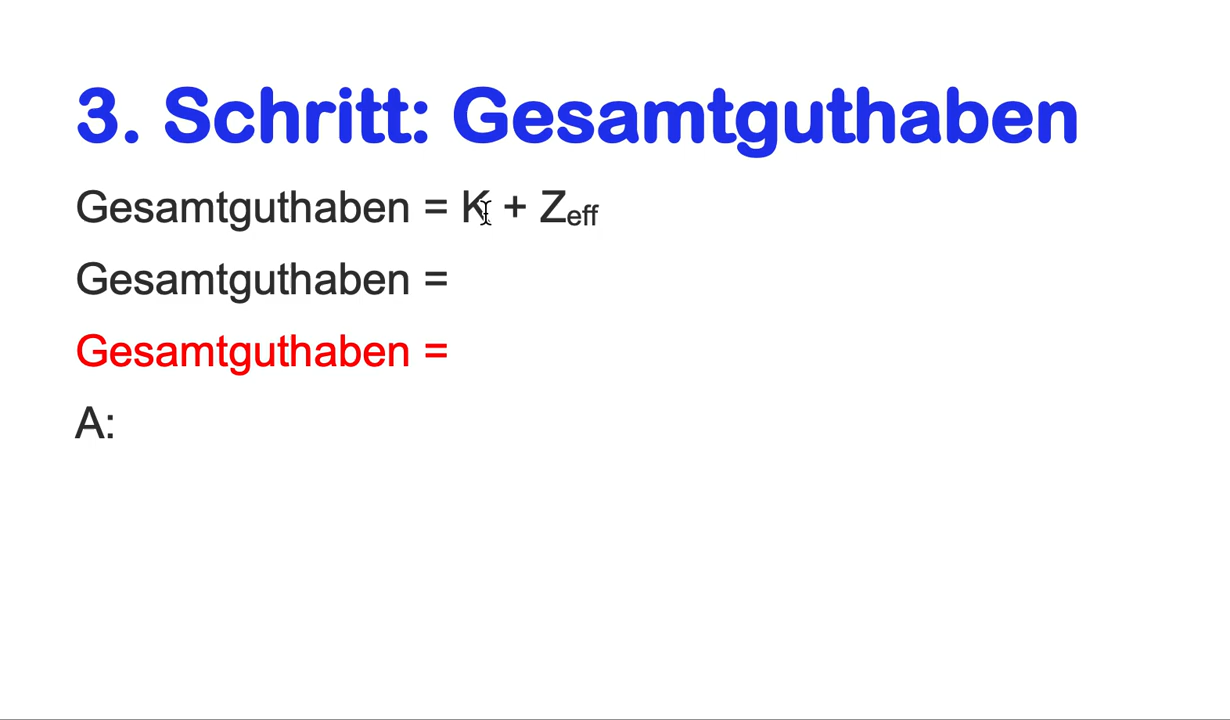 3. Schritt: Gesamtguthaben
Gesamtguthaben = K + Zeff
Gesamtguthaben =
Gesamtguthaben =
A: